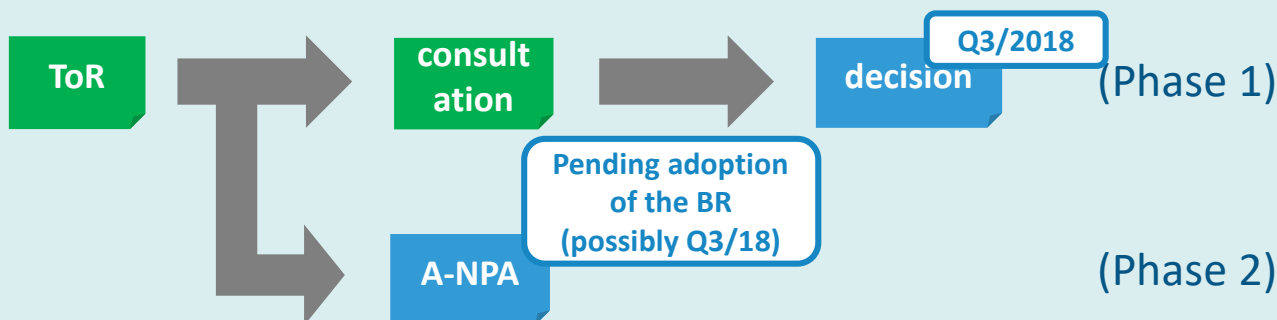 ToR
consult
ation
decision
Q3/2018
(Phase 1)
Pending adoption
of the BR
(possibly Q3/18)
A-NPA
(Phase 2)